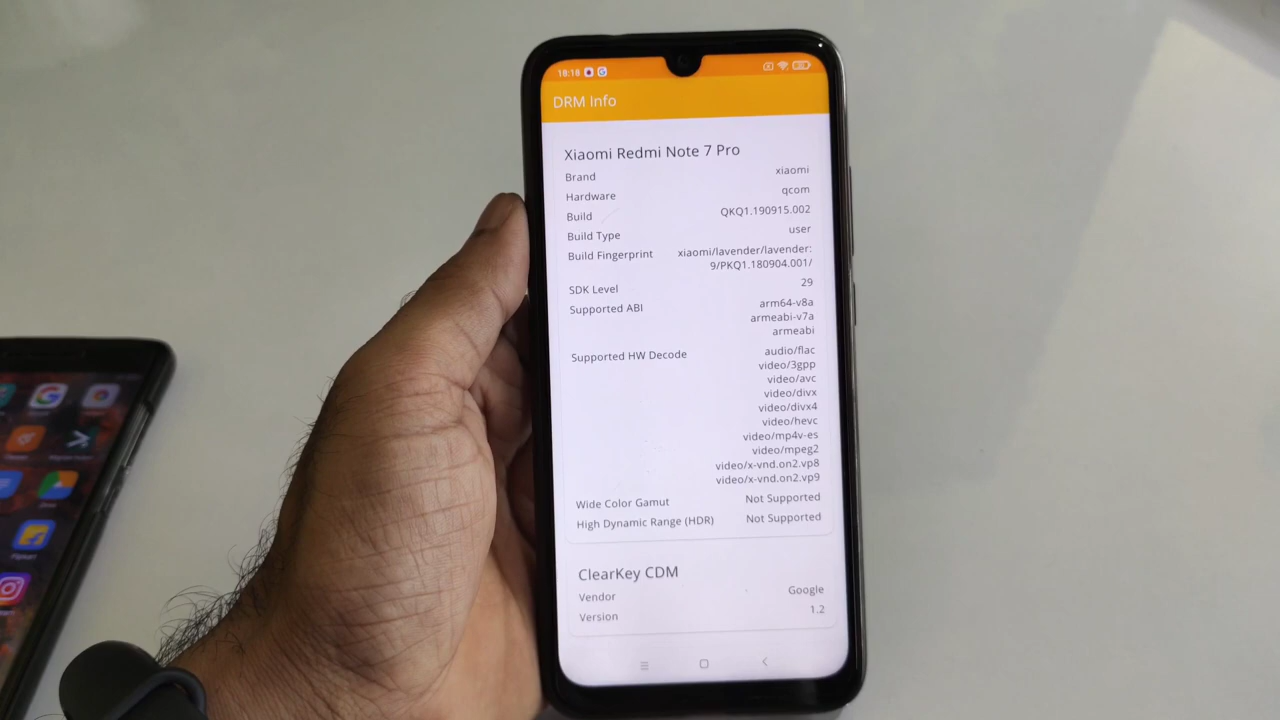 18:18
DRM Info
Xiaomi Redmi Note 7 Pro
Brand xiaomi
Hardware qcom
Build QKQ1.190915.002
Build Type user
Build Fingerprint xiaomi/lavender/lavender:
9/PKQ1.180904.001/
SDK Level 29
Supported ABI arm64-v8a
armeabi-v7a
armeabi
Supported HW Decode audio/flac
video/3gpp
video/avc
video/divx
video/divx4
video/hevc
video/mp4v-es
video/mpeg2
video/x-vnd.on2.vp8
video/x-vnd.on2.vp9
Wide Color Gamut Not Supported
High Dynamic Range (HDR) Not Supported
ClearKey CDM
Vendor Google
Version 1.2
Flipkart